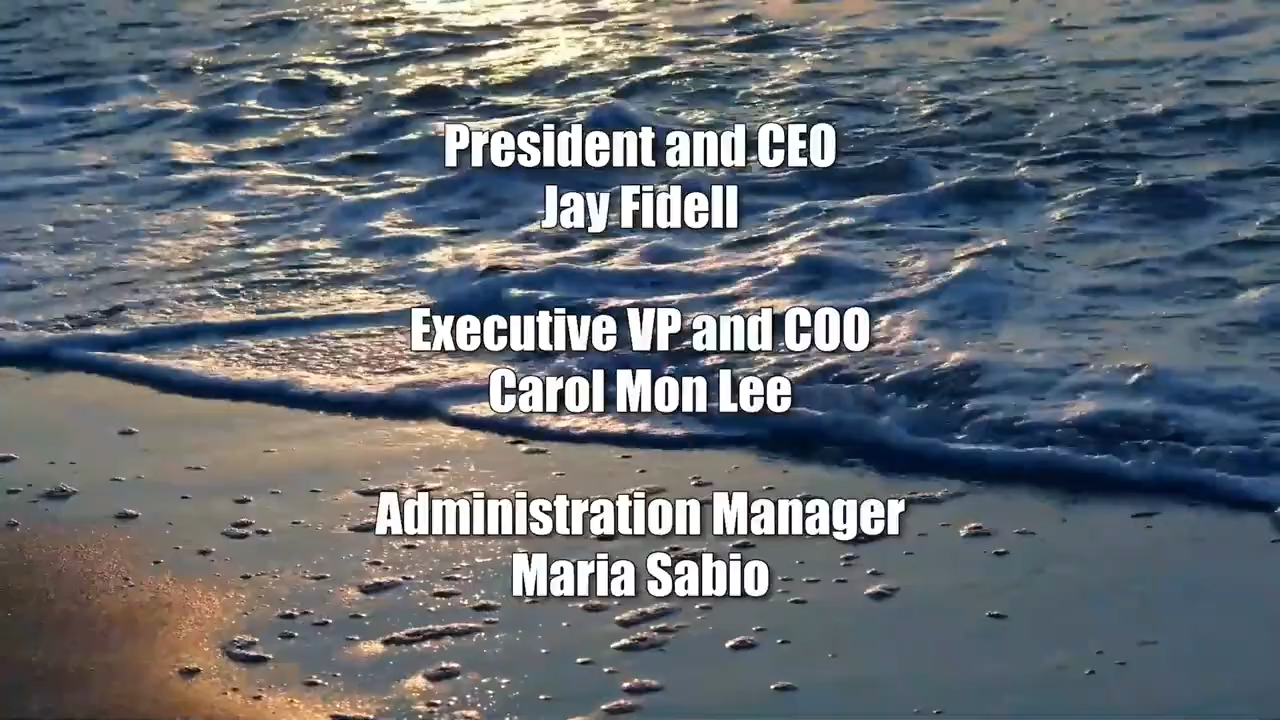 President and CEO
Jay Fidell
Executive VP and COO
Carol Mon Lee
Administration Manager
Maria Sabio